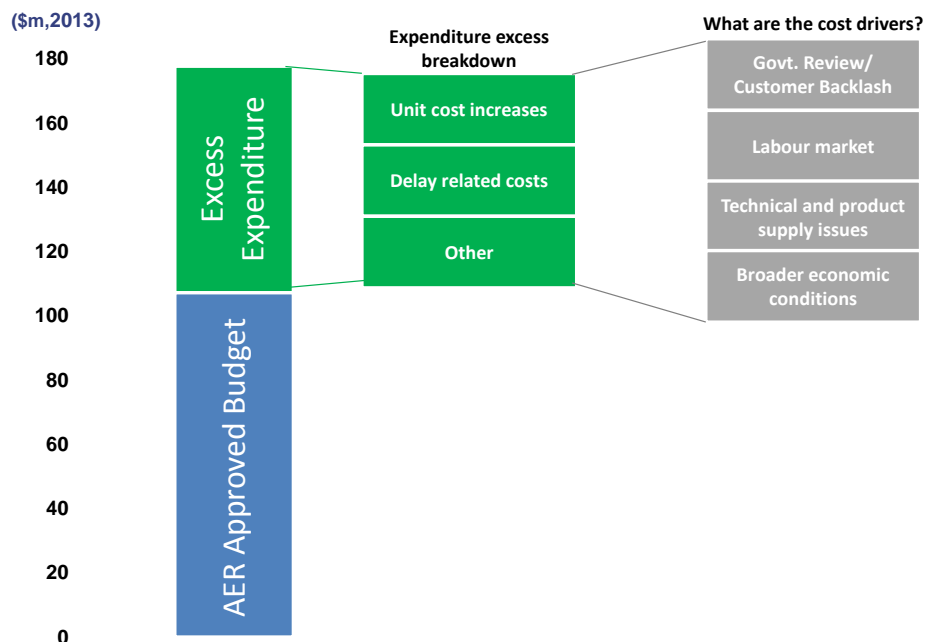 ($m,2013)
180
160
140
120
100
80
60
40
20
0
Excess
Expenditure
AER Approved Budget
Expenditure excess
breakdown
Unit cost increases
Delay related costs
Other
What are the cost drivers?
Govt. Review/
Customer Backlash
Labour market
Technical and product
supply issues
Broader economic
conditions